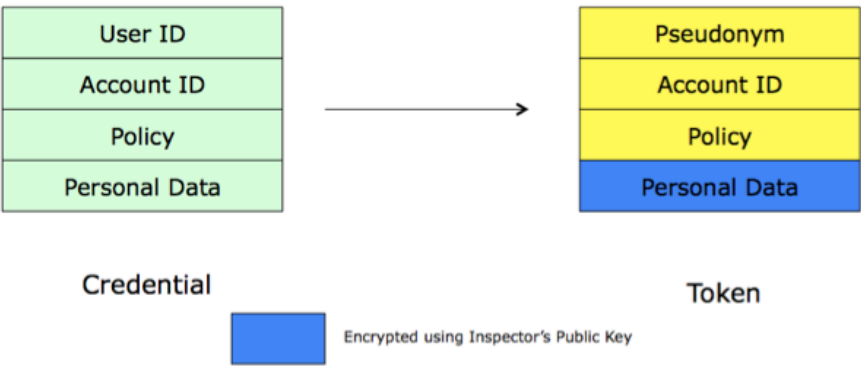 User ID
Account ID
Policy
Personal Data
Credential
Pseudonym
Account ID
Policy
Personal Data
Token
Encrypted using Inspector's Public Key